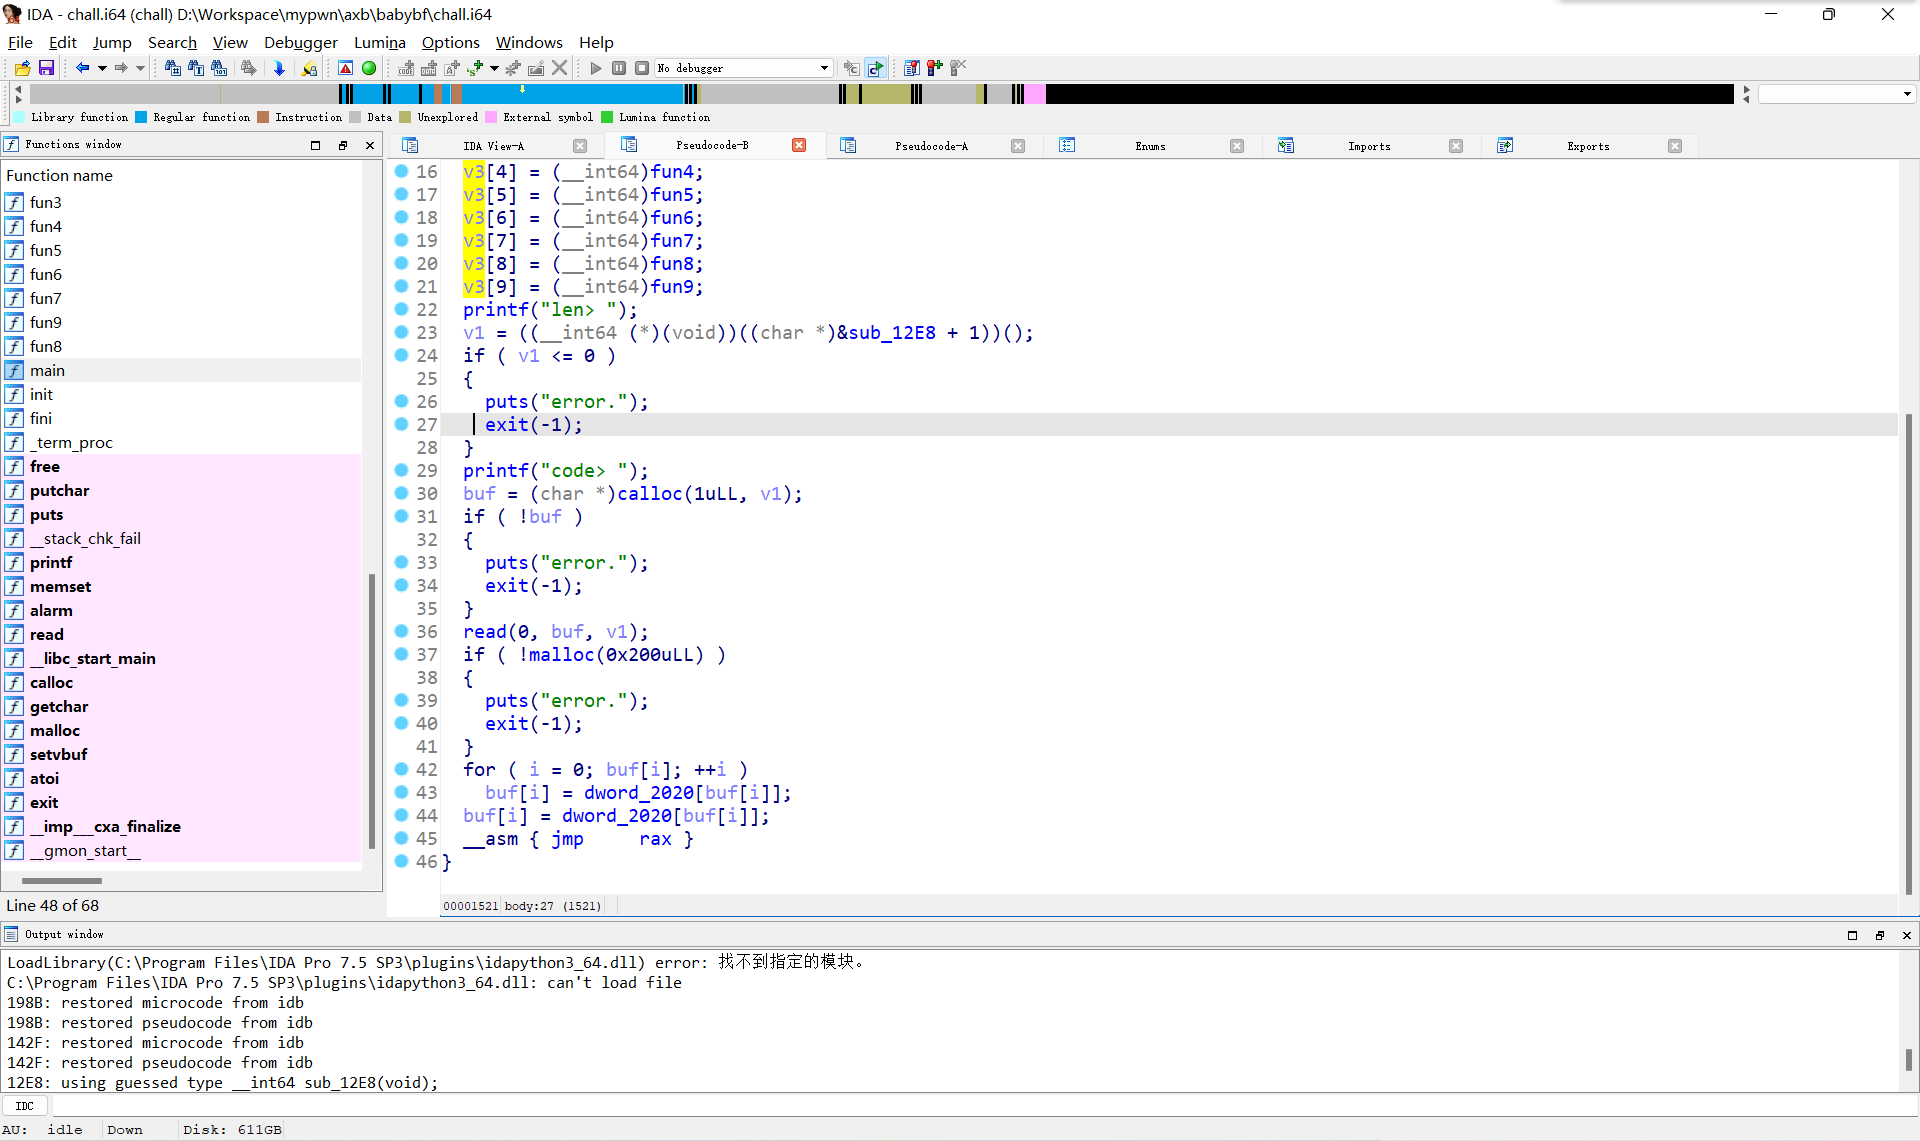 IDA - chall.i64 (chall) D:\Workspace\mypwn\axb\babybf\chall.i64
File Edit Jump Search View Debugger Lumina Options Windows Help
No debugger
Library function Regular function Instruction Data Unexplored External symbol Lumina function
Functions window
IDA View-A Pseudocode-B Pseudocode-A Enums Imports Exports
Function name
fun3
fun4
fun5
fun6
fun7
fun9
fun8
main
init
fini
_term_proc
free
putchar
puts
__stack_chk_fail
printf
memset
alarm
read
__libc_start_main
calloc
getchar
malloc
setvbuf
atoi
exit
__imp___cxa_finalize
__gmon_start__
Line 48 of 68
16 v3[4] = (__int64)fun4;
17 v3[5] = (__int64)fun5;
18 v3[6] = (__int64)fun6;
19 v3[7] = (__int64)fun7;
20 v3[8] = (__int64)fun8;
21 v3[9] = (__int64)fun9;
22 printf("len> ");
23 v1 = ((__int64 (*)(void))((char *)&sub_12E8 + 1))();
24 if ( v1 <= 0 )
25 {
26 puts("error.");
27 exit(-1);
28 }
29 printf("code> ");
30 buf = (char *)calloc(1uLL, v1);
31 if ( !buf )
32 {
33 puts("error.");
34 exit(-1);
35 }
36 read(0, buf, v1);
37 if ( !malloc(0x200uLL) )
38 {
39 puts("error.");
40 exit(-1);
41 }
42 for ( i = 0; buf[i]; ++i )
43 buf[i] = dword_2020[buf[i]];
44 buf[i] = dword_2020[buf[i]];
45 __asm { jmp rax }
46 }
00001521 body:27 (1521)
Output window
LoadLibrary(C:\Program Files\IDA Pro 7.5 SP3\plugins\idapython3_64.dll) error: 找不到指定的模块。
C:\Program Files\IDA Pro 7.5 SP3\plugins\idapython3_64.dll: can't load file
198B: restored microcode from idb
198B: restored pseudocode from idb
142F: restored microcode from idb
142F: restored pseudocode from idb
12E8: using guessed type __int64 sub_12E8(void);
IDC
AU: idle Down Disk: 611GB